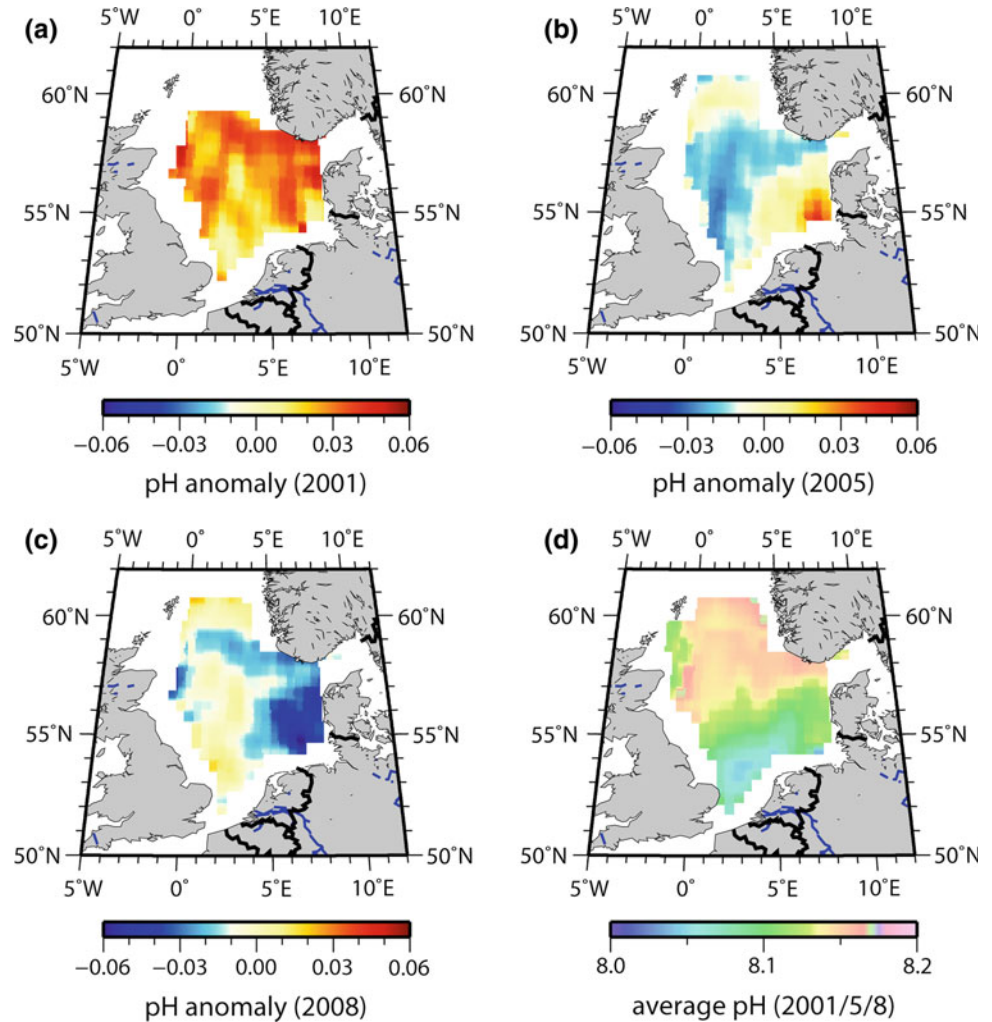 (a)
5°W 0° 5°E 10°E
60°N 60°N
55°N 55°N
50°N 50°N
5°W 0° 5°E 10°E
−0.06 −0.03 0.00 0.03 0.06
pH anomaly (2001)
(b)
5°W 0° 5°E 10°E
60°N 60°N
55°N 55°N
50°N 50°N
5°W 0° 5°E 10°E
−0.06 −0.03 0.00 0.03 0.06
pH anomaly (2005)
(c)
5°W 0° 5°E 10°E
60°N 60°N
55°N 55°N
50°N 50°N
5°W 0° 5°E 10°E
−0.06 −0.03 0.00 0.03 0.06
pH anomaly (2008)
(d)
5°W 0° 5°E 10°E
60°N 60°N
55°N 55°N
50°N 50°N
5°W 0° 5°E 10°E
8.0 8.1 8.2
average pH (2001/5/8)